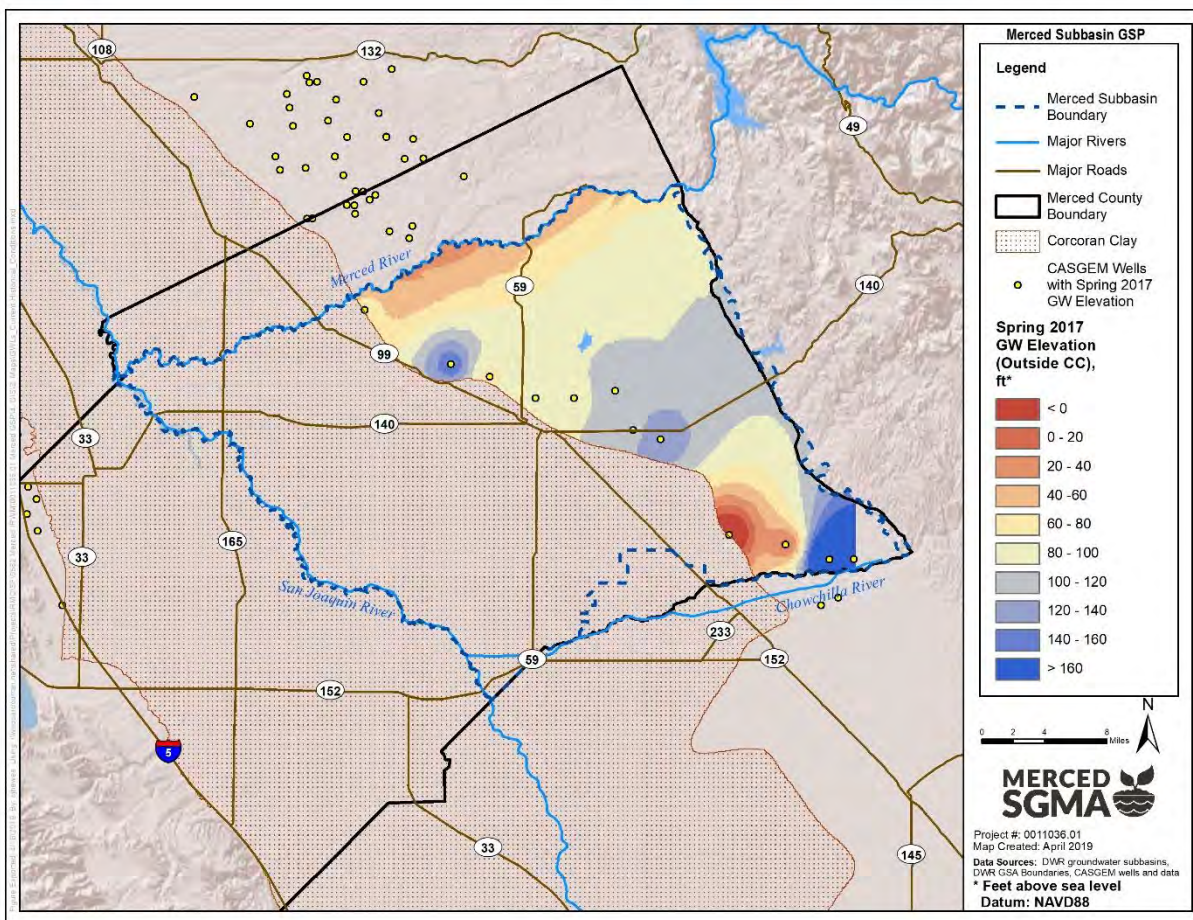 Merced Subbasin GSP
Legend
Merced Subbasin
Boundary
Major Rivers
Major Roads
Merced County
Boundary
Corcoran Clay
CASGEM Wells
with Spring 2017
GW Elevation
Spring 2017
GW Elevation
(Outside CC),
ft*
< 0
0 - 20
20 - 40
40 -60
60 - 80
80 - 100
100 - 120
120 - 140
140 - 160
> 160
N
0 2 4 8
Miles
MERCED
SGMA
Project #: 0011036.01
Map Created: April 2019
Data Sources: DWR groundwater subbasins,
DWR GSA Boundaries, CASGEM wells and data
* Feet above sea level
Datum: NAVD88
108
132
49
Merced River
59
140
99
140
33
165
33
San Joaquin River
Chowchilla River
233
59
152
152
5
33
145